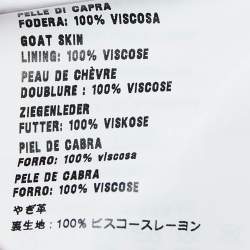 PELLE DI CAPRA
FODERA: 100% VISCOSA
GOAT SKIN
LINING: 100% VISCOSE
PEAU DE CHÈVRE
DOUBLURE : 100% VISCOSE
ZIEGENLEDER
FUTTER: 100% VISKOSE
PIEL DE CABRA
FORRO: 100% viscosa
PELE DE CABRA
FORRO: 100% VISCOSE
やぎ革
裏生地：100% ビスコースレーヨン